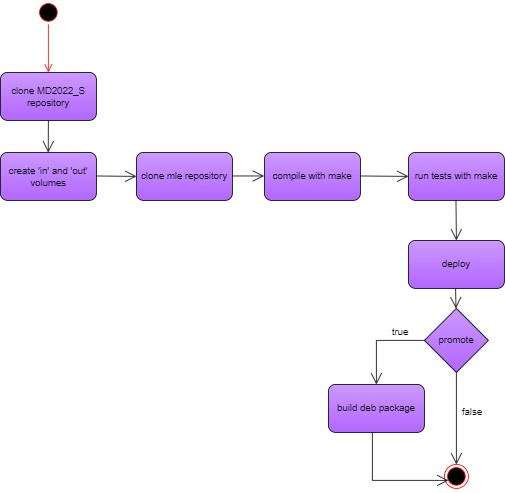 clone MD2022_S
repository
create 'in' and 'out'
volumes
clone mle repository
compile with make
run tests with make
deploy
promote
true
false
build deb package